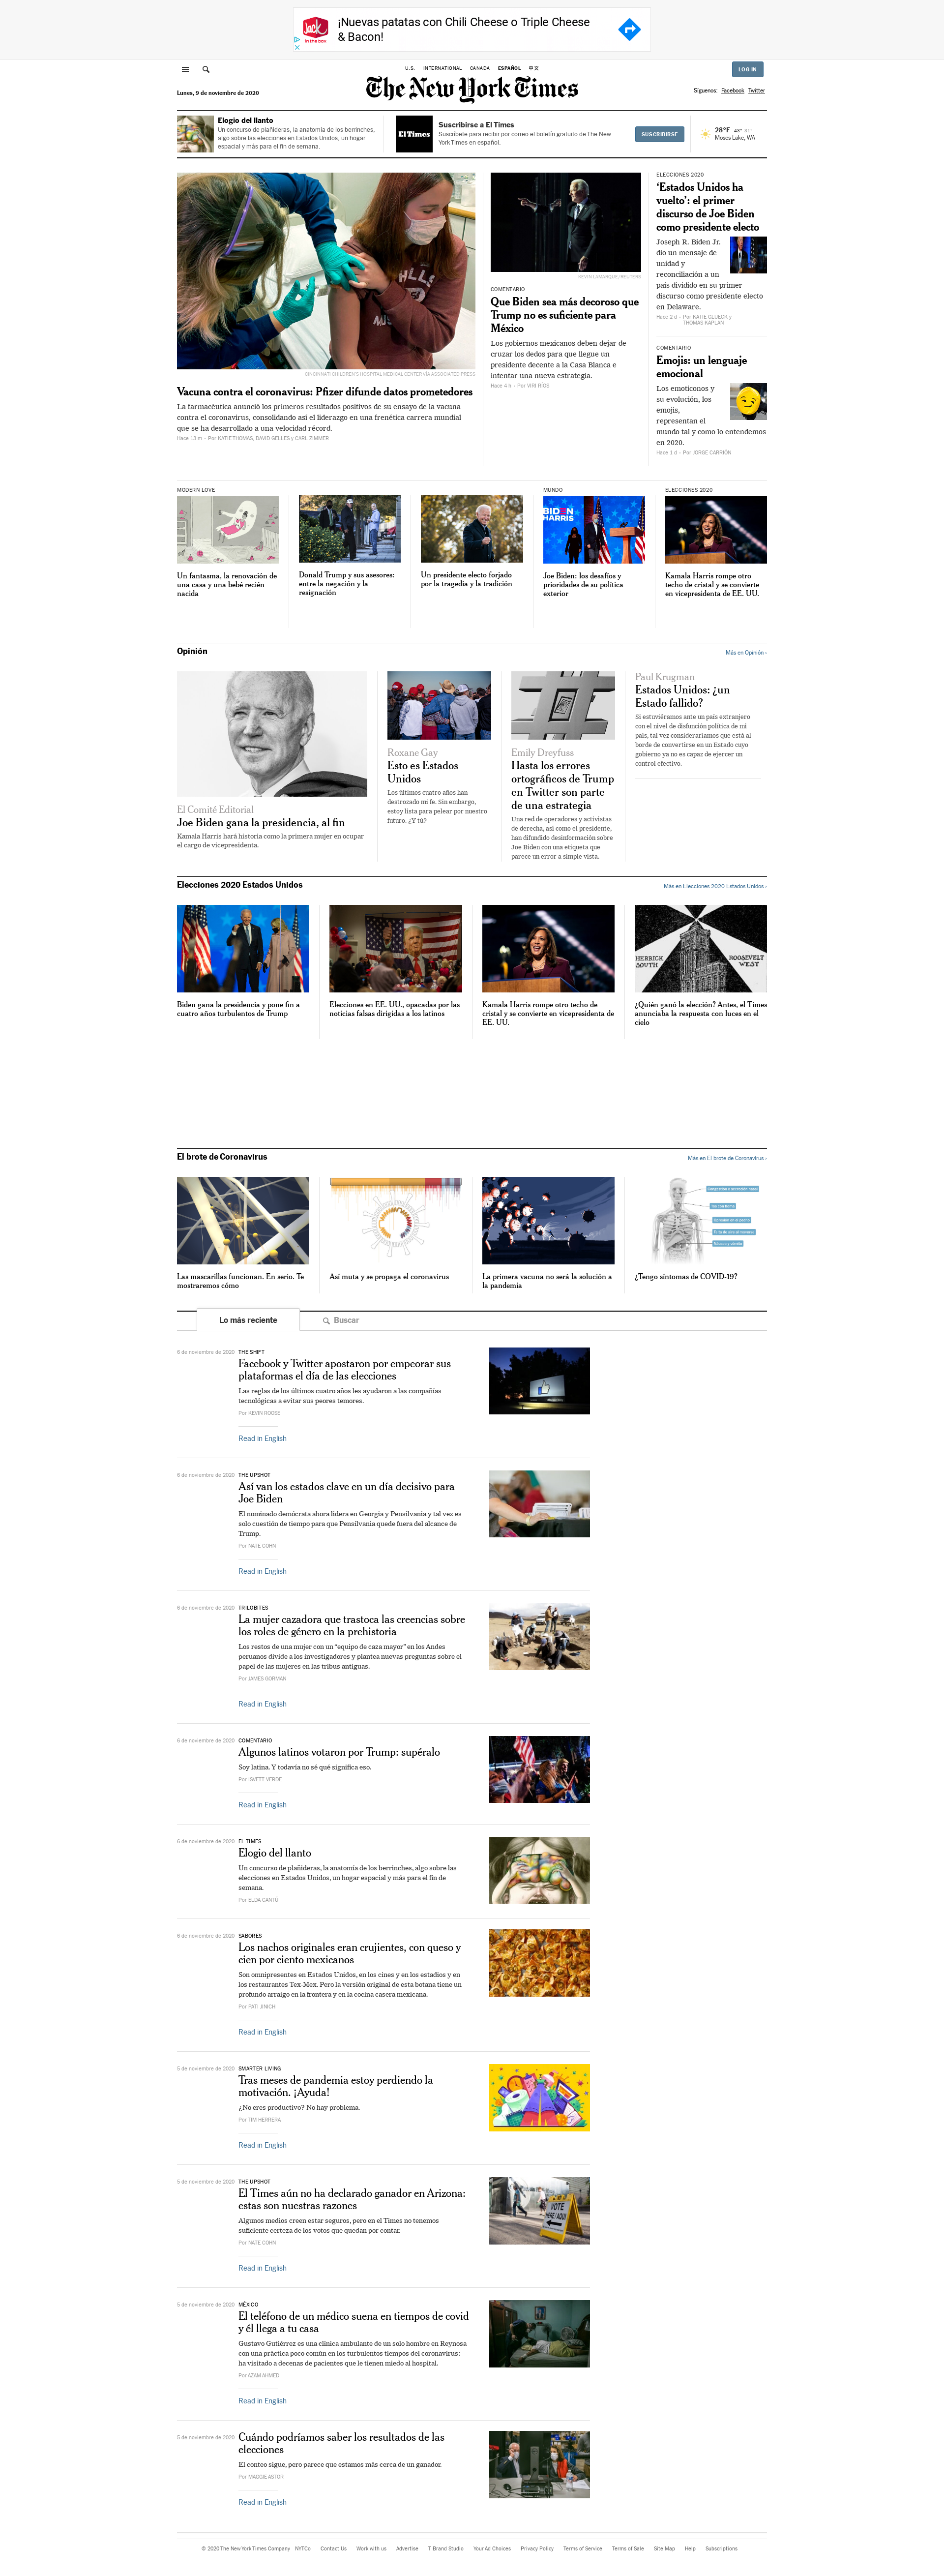 Jack
in the box
¡Nuevas patatas con Chili Cheese o Triple Cheese
& Bacon!
U.S. INTERNATIONAL CANADA ESPAÑOL 中文
LOG IN
The New York Times
Lunes, 9 de noviembre de 2020
Síguenos: Facebook Twitter
Elogio del llanto
Un concurso de plañideras, la anatomía de los berrinches,
algo sobre las elecciones en Estados Unidos, un hogar
espacial y más para el fin de semana.
El Times
Suscribirse a El Times
Suscríbete para recibir por correo el boletín gratuito de The New
York Times en español.
SUSCRIBIRSE
28°F 43° 31°
Moses Lake, WA
CINCINNATI CHILDREN'S HOSPITAL MEDICAL CENTER VÍA ASSOCIATED PRESS
Vacuna contra el coronavirus: Pfizer difunde datos prometedores
La farmacéutica anunció los primeros resultados positivos de su ensayo de la vacuna
contra el coronavirus, consolidando así el liderazgo en una frenética carrera mundial
que se ha desarrollado a una velocidad récord.
Hace 13 m – Por KATIE THOMAS, DAVID GELLES y CARL ZIMMER
KEVIN LAMARQUE/REUTERS
COMENTARIO
Que Biden sea más decoroso que
Trump no es suficiente para
México
Los gobiernos mexicanos deben dejar de
cruzar los dedos para que llegue un
presidente decente a la Casa Blanca e
intentar una nueva estrategia.
Hace 4 h – Por VIRI RÍOS
ELECCIONES 2020
'Estados Unidos ha
vuelto': el primer
discurso de Joe Biden
como presidente electo
Joseph R. Biden Jr.
dio un mensaje de
unidad y
reconciliación a un
país dividido en su primer
discurso como presidente electo
en Delaware.
Hace 2 d – Por KATIE GLUECK y
THOMAS KAPLAN
COMENTARIO
Emojis: un lenguaje
emocional
Los emoticonos y
su evolución, los
emojis,
representan el
mundo tal y como lo entendemos
en 2020.
Hace 1 d – Por JORGE CARRIÓN
MODERN LOVE
Un fantasma, la renovación de
una casa y una bebé recién
nacida
Donald Trump y sus asesores:
entre la negación y la
resignación
Un presidente electo forjado
por la tragedia y la tradición
MUNDO
BIDEN
HARRIS
Joe Biden: los desafíos y
prioridades de su política
exterior
ELECCIONES 2020
Kamala Harris rompe otro
techo de cristal y se convierte
en vicepresidenta de EE. UU.
Opinión
Más en Opinión ›
El Comité Editorial
Joe Biden gana la presidencia, al fin
Kamala Harris hará historia como la primera mujer en ocupar
el cargo de vicepresidenta.
Roxane Gay
Esto es Estados
Unidos
Los últimos cuatro años han
destrozado mi fe. Sin embargo,
estoy lista para pelear por nuestro
futuro. ¿Y tú?
Emily Dreyfuss
Hasta los errores
ortográficos de Trump
en Twitter son parte
de una estrategia
Una red de operadores y activistas
de derecha, así como el presidente,
han difundido desinformación sobre
Joe Biden con una etiqueta que
parece un error a simple vista.
Paul Krugman
Estados Unidos: ¿un
Estado fallido?
Si estuviéramos ante un país extranjero
con el nivel de disfunción política de mi
país, tal vez consideraríamos que está al
borde de convertirse en un Estado cuyo
gobierno ya no es capaz de ejercer un
control efectivo.
Elecciones 2020 Estados Unidos
Más en Elecciones 2020 Estados Unidos ›
Biden gana la presidencia y pone fin a
cuatro años turbulentos de Trump
Elecciones en EE. UU., opacadas por las
noticias falsas dirigidas a los latinos
Kamala Harris rompe otro techo de
cristal y se convierte en vicepresidenta de
EE. UU.
HERRICK
SOUTH
ROOSEVELT
WEST
¿Quién ganó la elección? Antes, el Times
anunciaba la respuesta con luces en el
cielo
El brote de Coronavirus
Más en El brote de Coronavirus ›
Las mascarillas funcionan. En serio. Te
mostraremos cómo
Así muta y se propaga el coronavirus
La primera vacuna no será la solución a
la pandemia
¿Tengo síntomas de COVID-19?
Lo más reciente
Buscar
6 de noviembre de 2020 THE SHIFT
Facebook y Twitter apostaron por empeorar sus
plataformas el día de las elecciones
Las reglas de los últimos cuatro años les ayudaron a las compañías
tecnológicas a evitar sus peores temores.
Por KEVIN ROOSE
Read in English
6 de noviembre de 2020 THE UPSHOT
Así van los estados clave en un día decisivo para
Joe Biden
El nominado demócrata ahora lidera en Georgia y Pensilvania y tal vez es
solo cuestión de tiempo para que Pensilvania quede fuera del alcance de
Trump.
Por NATE COHN
Read in English
6 de noviembre de 2020 TRILOBITES
La mujer cazadora que trastoca las creencias sobre
los roles de género en la prehistoria
Los restos de una mujer con un "equipo de caza mayor" en los Andes
peruanos divide a los investigadores y plantea nuevas preguntas sobre el
papel de las mujeres en las tribus antiguas.
Por JAMES GORMAN
Read in English
6 de noviembre de 2020 COMENTARIO
Algunos latinos votaron por Trump: supéralo
Soy latina. Y todavía no sé qué significa eso.
Por ISVETT VERDE
Read in English
6 de noviembre de 2020 EL TIMES
Elogio del llanto
Un concurso de plañideras, la anatomía de los berrinches, algo sobre las
elecciones en Estados Unidos, un hogar espacial y más para el fin de
semana.
Por ELDA CANTÚ
6 de noviembre de 2020 SABORES
Los nachos originales eran crujientes, con queso y
cien por ciento mexicanos
Son omnipresentes en Estados Unidos, en los cines y en los estadios y en
los restaurantes Tex-Mex. Pero la versión original de esta botana tiene un
profundo arraigo en la frontera y en la cocina casera mexicana.
Por PATI JINICH
Read in English
5 de noviembre de 2020 SMARTER LIVING
Tras meses de pandemia estoy perdiendo la
motivación. ¡Ayuda!
¿No eres productivo? No hay problema.
Por TIM HERRERA
Read in English
5 de noviembre de 2020 THE UPSHOT
El Times aún no ha declarado ganador en Arizona:
estas son nuestras razones
Algunos medios creen estar seguros, pero en el Times no tenemos
suficiente certeza de los votos que quedan por contar.
Por NATE COHN
VOTE
HERE/AQUI
Read in English
5 de noviembre de 2020 MÉXICO
El teléfono de un médico suena en tiempos de covid
y él llega a tu casa
Gustavo Gutiérrez es una clínica ambulante de un solo hombre en Reynosa
con una práctica poco común en los turbulentos tiempos del coronavirus:
ha visitado a decenas de pacientes que le tienen miedo al hospital.
Por AZAM AHMED
Read in English
5 de noviembre de 2020
Cuándo podríamos saber los resultados de las
elecciones
El conteo sigue, pero parece que estamos más cerca de un ganador.
Por MAGGIE ASTOR
Read in English
© 2020 The New York Times Company NYTCo Contact Us Work with us Advertise T Brand Studio Your Ad Choices Privacy Policy Terms of Service Terms of Sale Site Map Help Subscriptions